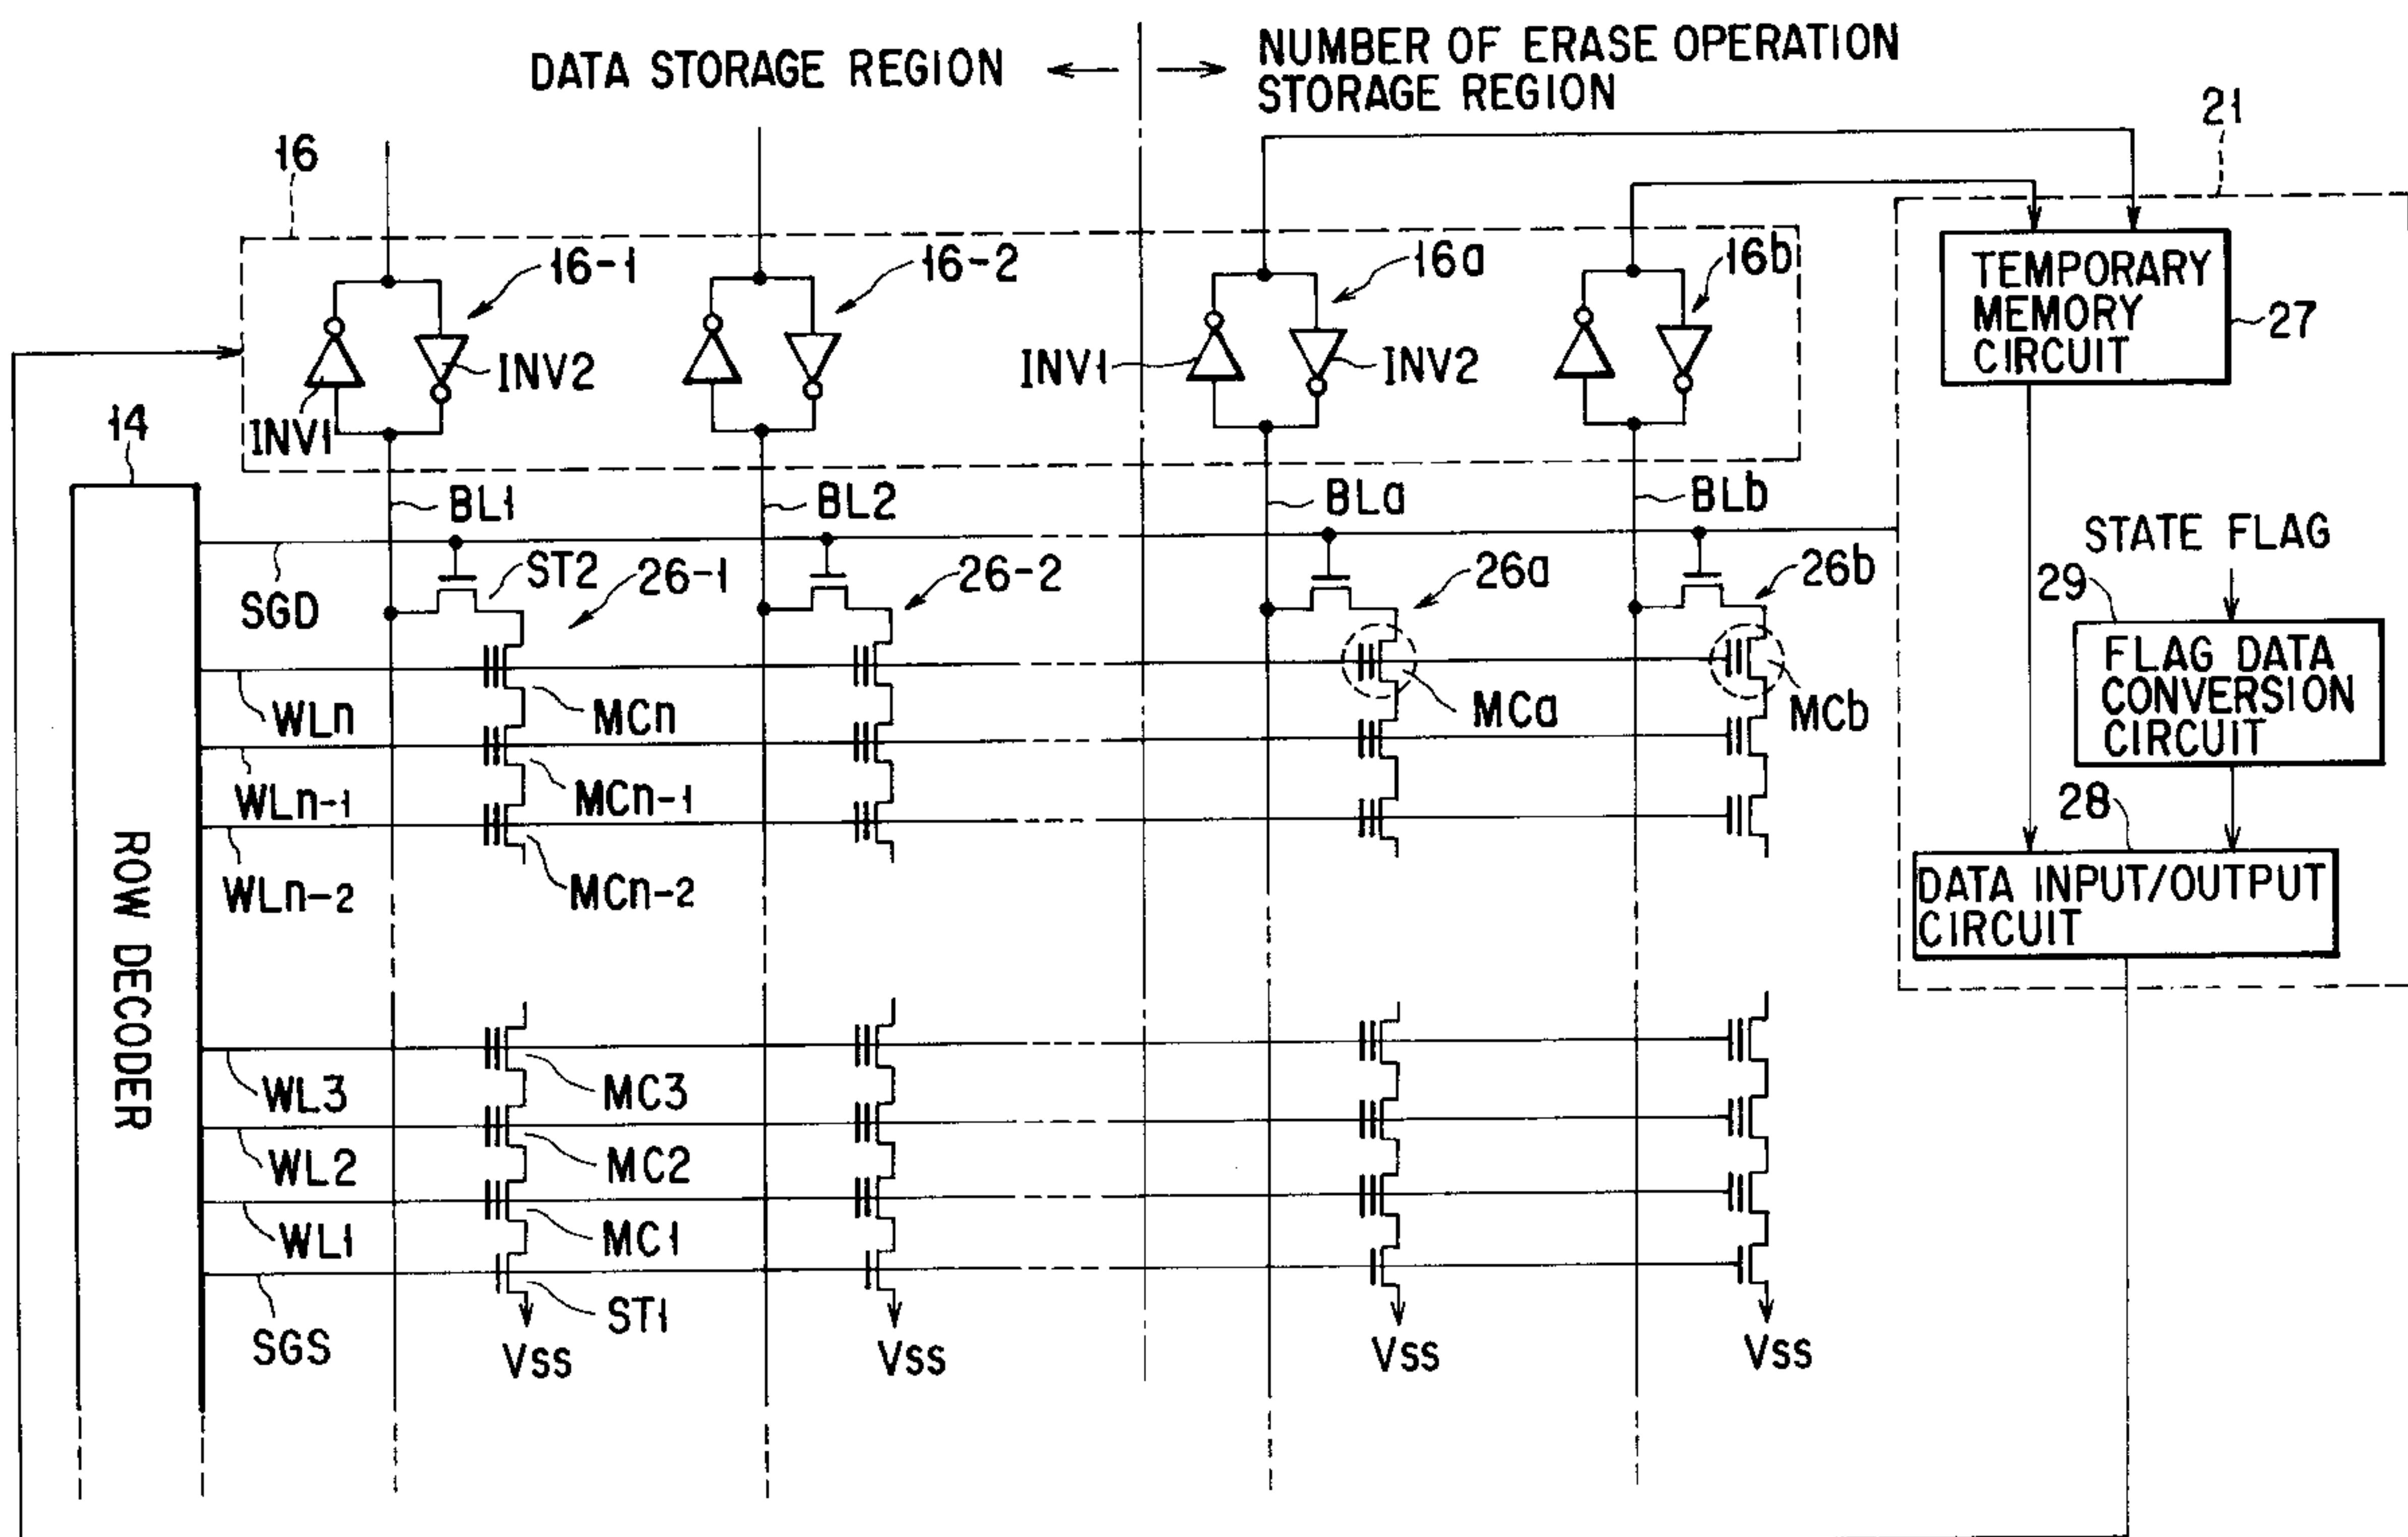 DATA STORAGE REGION
NUMBER OF ERASE OPERATION
STORAGE REGION
21
16
16-1
16-2
16a
16b
TEMPORARY
MEMORY
CIRCUIT
27
INV1
INV2
INV1
INV2
14
BL1
BL2
BLa
BLb
STATE FLAG
SGD
ST2
26-1
26-2
26a
26b
29
FLAG DATA
CONVERSION
CIRCUIT
WLn
MCn
MCa
MCb
WLn-1
MCn-1
28
WLn-2
MCn-2
DATA INPUT/OUTPUT
CIRCUIT
ROW DECODER
WL3
MC3
WL2
MC2
WL1
MC1
SGS
ST1
Vss
Vss
Vss
Vss